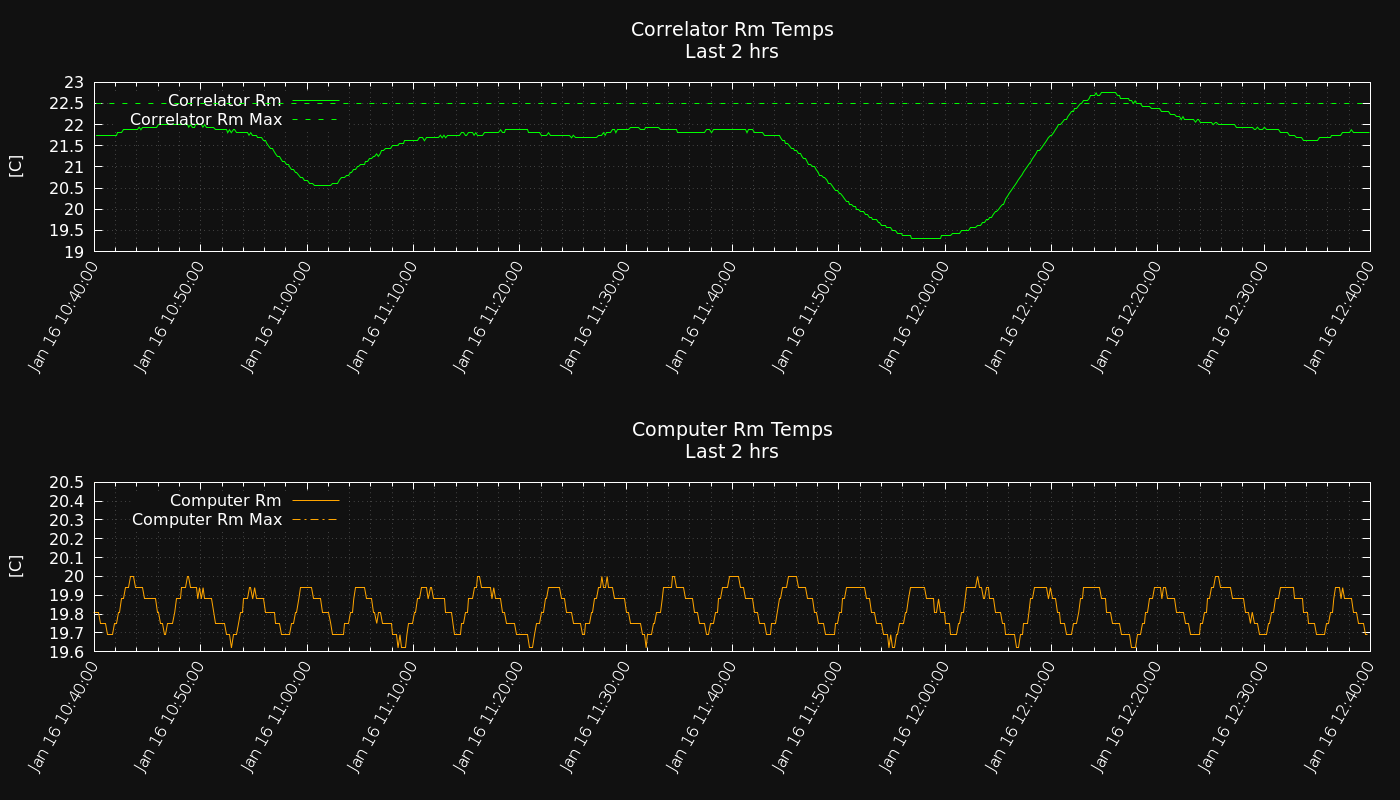 Correlator Rm Temps
Last 2 hrs
23
22.5
22
21.5
21
20.5
20
19.5
19
[C]
Correlator Rm
Correlator Rm Max
Jan 16 10:40:00
Jan 16 10:50:00
Jan 16 11:00:00
Jan 16 11:10:00
Jan 16 11:20:00
Jan 16 11:30:00
Jan 16 11:40:00
Jan 16 11:50:00
Jan 16 12:00:00
Jan 16 12:10:00
Jan 16 12:20:00
Jan 16 12:30:00
Jan 16 12:40:00
Computer Rm Temps
Last 2 hrs
20.5
20.4
20.3
20.2
20.1
20
19.9
19.8
19.7
19.6
[C]
Computer Rm
Computer Rm Max
Jan 16 10:40:00
Jan 16 10:50:00
Jan 16 11:00:00
Jan 16 11:10:00
Jan 16 11:20:00
Jan 16 11:30:00
Jan 16 11:40:00
Jan 16 11:50:00
Jan 16 12:00:00
Jan 16 12:10:00
Jan 16 12:20:00
Jan 16 12:30:00
Jan 16 12:40:00